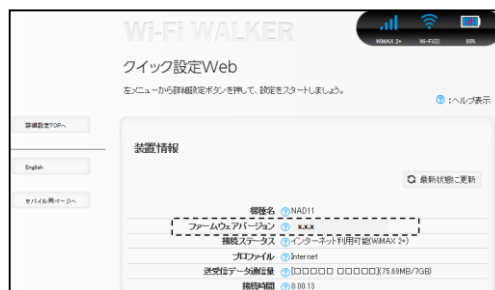 Wi-Fi WALKER
WiMAX 2+ Wi-Fi(0) 93%
クイック設定Web
左メニューから詳細設定ボタンを押して、設定をスタートしましょう。
?:ヘルプ表示
詳細設定TOPへ
English
モバイル用ページへ
装置情報
最新状態に更新
機種名 ?NAD11
ファームウェアバージョン ? x.x.x
接続ステータス ?インターネット利用可能(WiMAX 2+)
プロファイル ?Internet
送受信データ通信量 ?[□□□□□ □□□□□](75.69MB/7GB)
接続時間 ?0:00:13